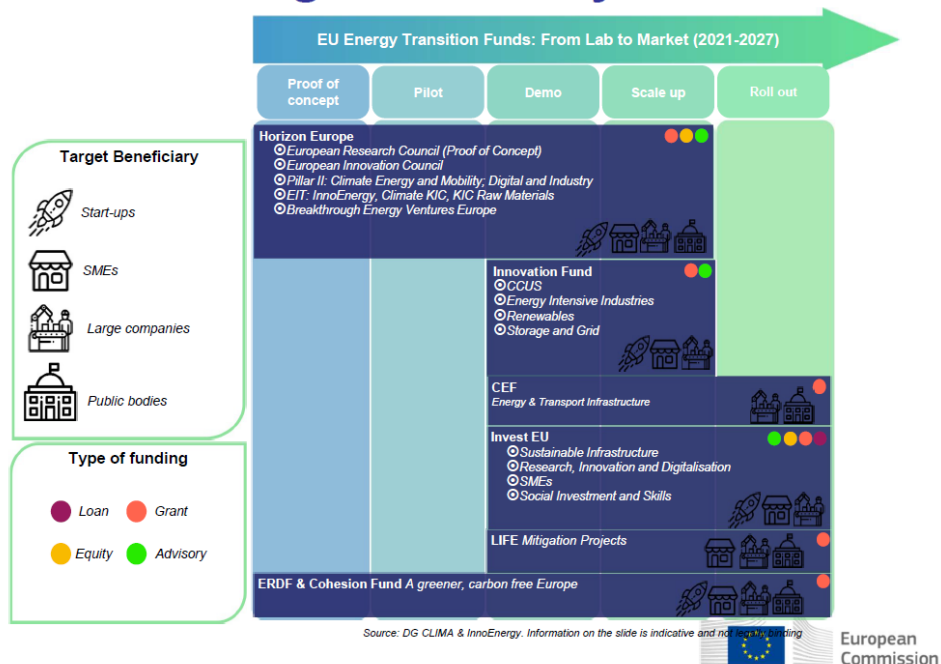 EU Energy Transition Funds: From Lab to Market (2021-2027)
Proof of
concept
Pilot
Demo
Scale up
Roll out
Target Beneficiary
Start-ups
SMEs
Large companies
Public bodies
Type of funding
Loan
Grant
Equity
Advisory
Horizon Europe
European Research Council (Proof of Concept)
European Innovation Council
Pillar II: Climate Energy and Mobility; Digital and Industry
EIT: InnoEnergy, Climate KIC, KIC Raw Materials
Breakthrough Energy Ventures Europe
Innovation Fund
CCUS
Energy Intensive Industries
Renewables
Storage and Grid
CEF
Energy & Transport Infrastructure
Invest EU
Sustainable Infrastructure
Research, Innovation and Digitalisation
SMEs
Social Investment and Skills
LIFE Mitigation Projects
ERDF & Cohesion Fund A greener, carbon free Europe
Source: DG CLIMA & InnoEnergy. Information on the slide is indicative and not legally binding
European
Commission